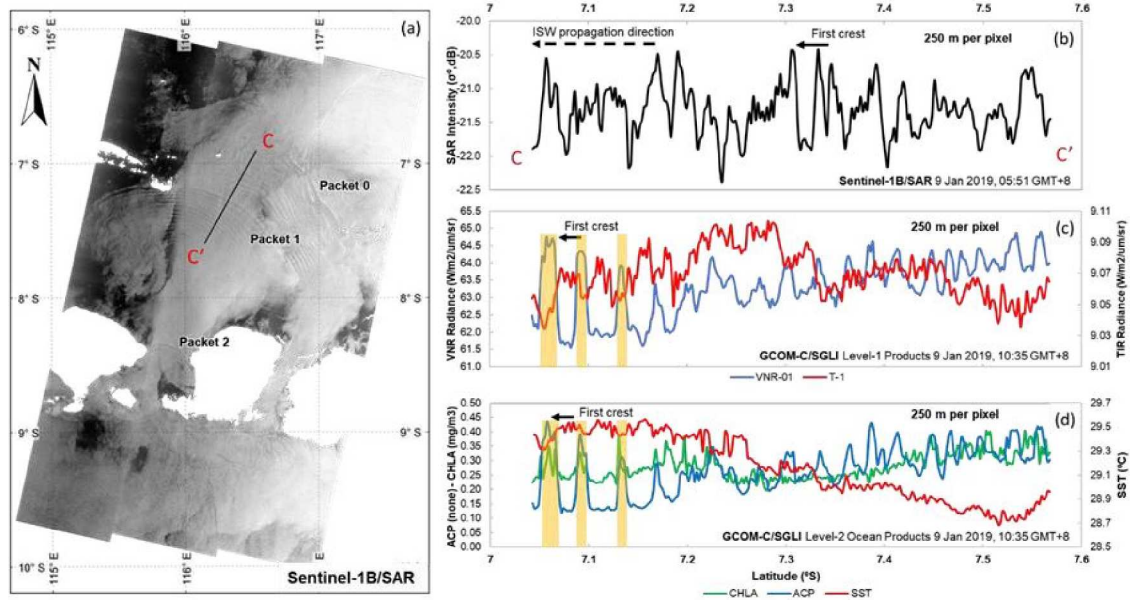 115° E
116° E
117° E
(a)
6° S
N
C
7° S
Packet 0
Packet 1
C'
8° S
Packet 2
9° S
10° S
Sentinel-1B/SAR
115° E
116° E
117° E
7
7.1
7.2
7.3
7.4
7.5
7.6
-20.0
-20.5
-21.0
-21.5
-22.0
-22.5
SAR Intensity (σ°,dB)
ISW propagation direction
First crest
250 m per pixel
(b)
C
C'
Sentinel-1B/SAR 9 Jan 2019, 05:51 GMT+8
65.5
65.0
64.5
64.0
63.5
63.0
62.5
62.0
61.5
61.0
VNR Radiance (W/m2/um/sr)
First crest
250 m per pixel
(c)
9.11
9.09
9.07
9.05
9.03
9.01
TIR Radiance (W/m2/um/sr)
GCOM-C/SGLI Level-1 Products 9 Jan 2019, 10:35 GMT+8
VNR-01
T-1
0.50
0.45
0.40
0.35
0.30
0.25
0.20
0.15
0.10
0.05
0.00
ACP (none) - CHLA (mg/m3)
First crest
250 m per pixel
(d)
29.7
29.5
29.3
29.1
28.9
28.7
28.5
SST (ºC)
GCOM-C/SGLI Level-2 Ocean Products 9 Jan 2019, 10:35 GMT+8
7
7.1
7.2
7.3
7.4
7.5
7.6
Latitude (ºS)
CHLA
ACP
SST